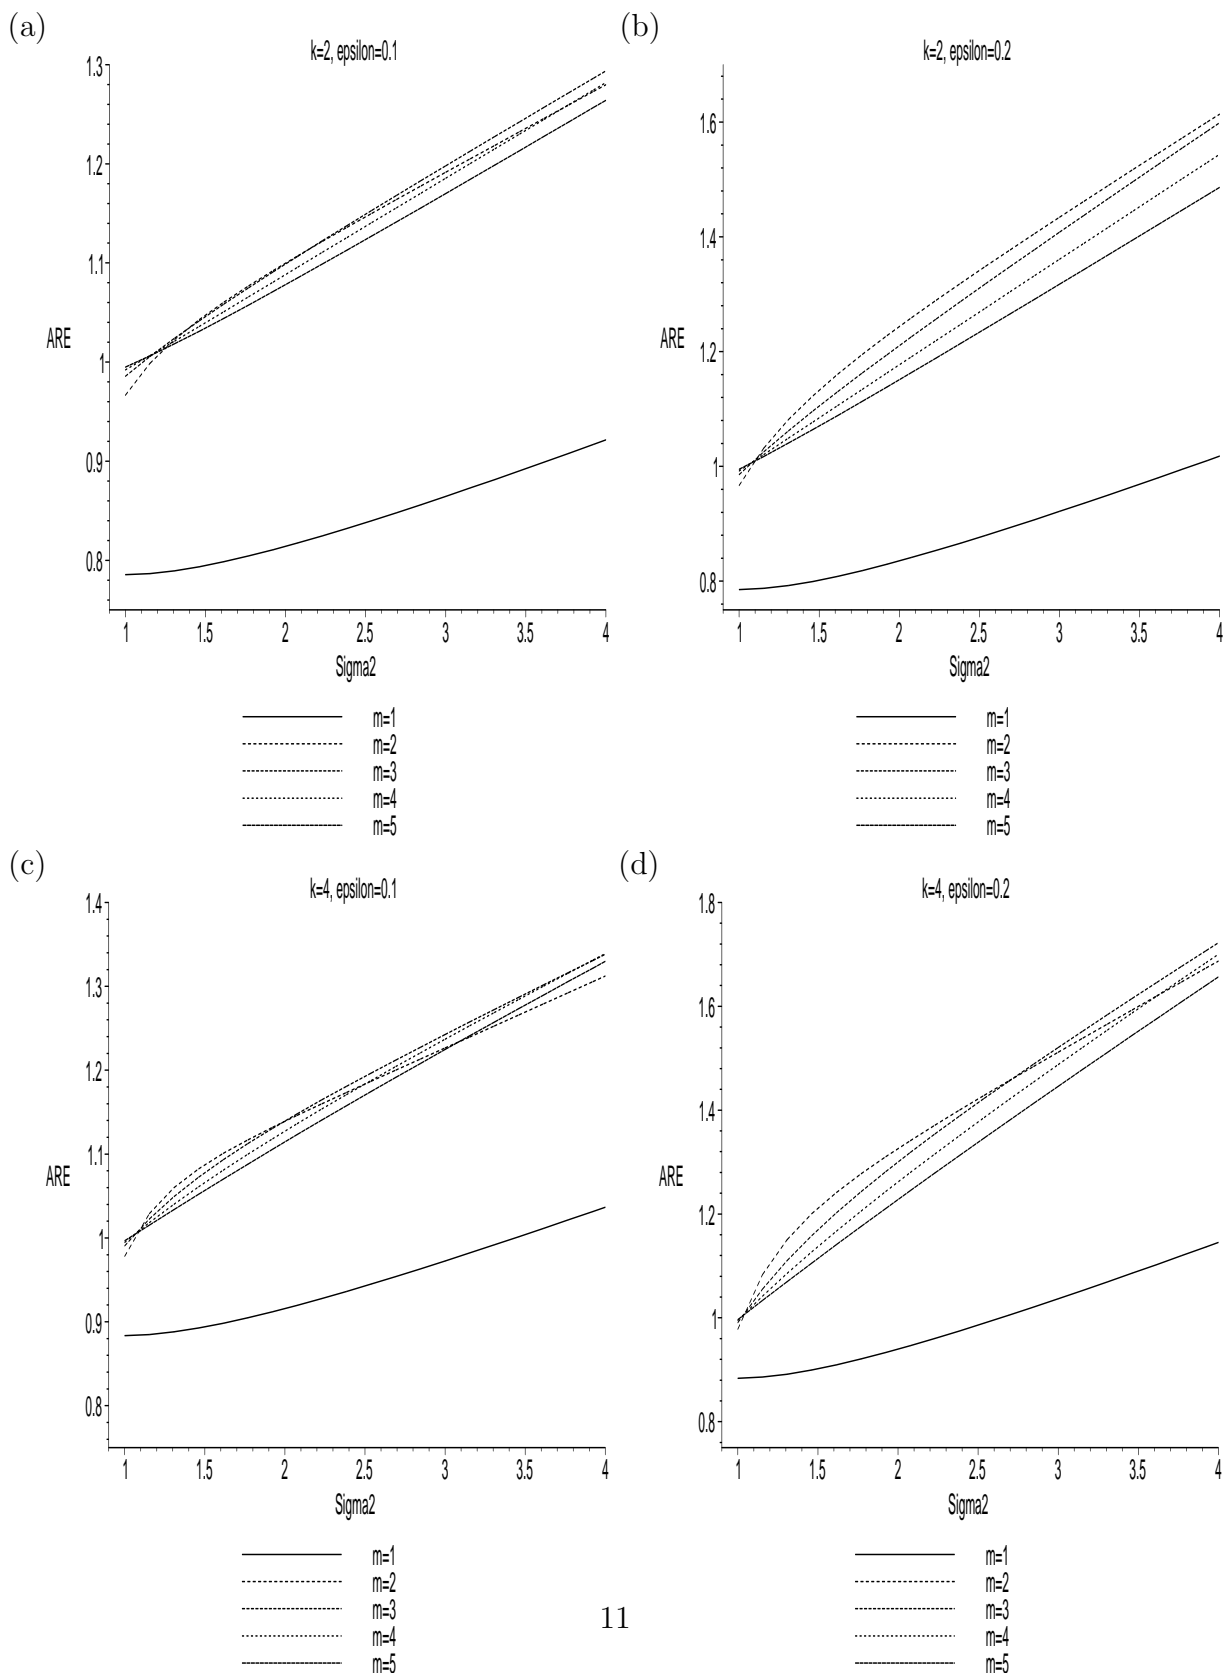 (a)
k=2, epsilon=0.1
1.3
1.2
1.1
ARE
1
0.9
0.8
1 1.5 2 2.5 3 3.5 4
Sigma2
m=1
m=2
m=3
m=4
m=5
(b)
k=2, epsilon=0.2
1.6
1.4
1.2
ARE
1
0.8
1 1.5 2 2.5 3 3.5 4
Sigma2
m=1
m=2
m=3
m=4
m=5
(c)
k=4, epsilon=0.1
1.4
1.3
1.2
1.1
ARE
1
0.9
0.8
1 1.5 2 2.5 3 3.5 4
Sigma2
m=1
m=2
m=3
m=4
m=5
(d)
k=4, epsilon=0.2
1.8
1.6
1.4
ARE
1.2
1
0.8
1 1.5 2 2.5 3 3.5 4
Sigma2
m=1
m=2
m=3
m=4
m=5
11